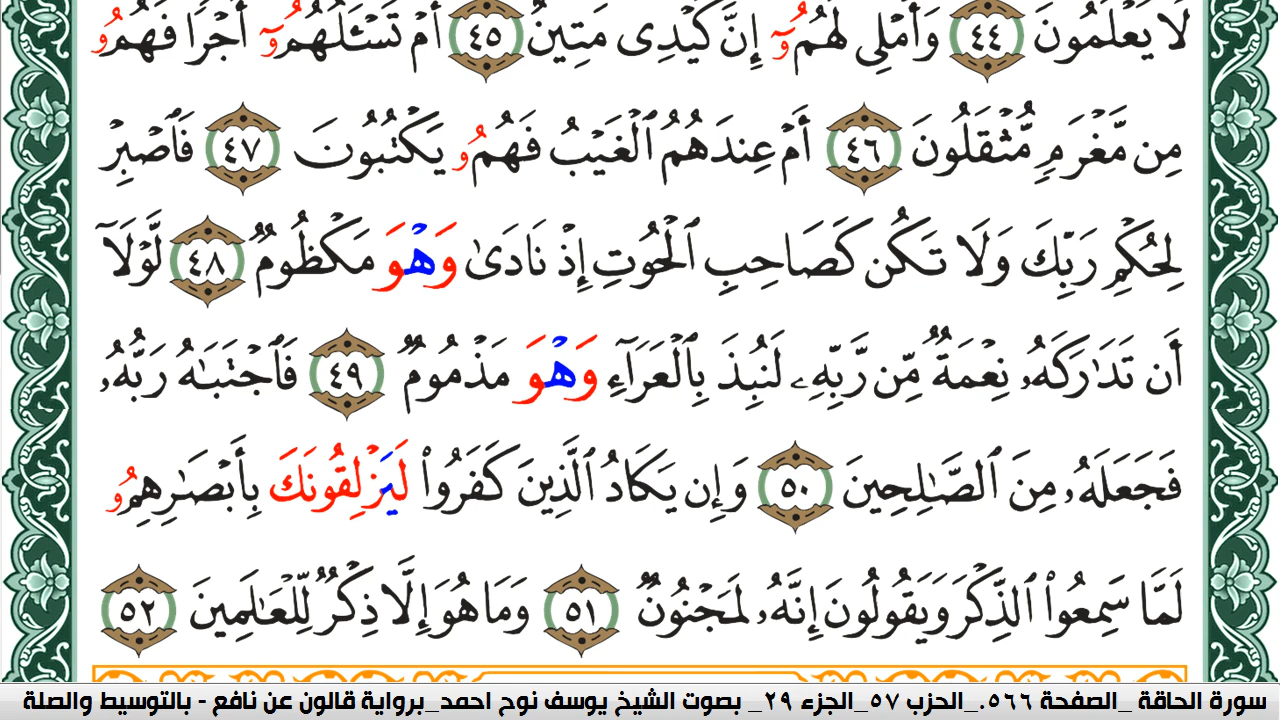 لَا يَعْلَمُونَ ٤٤ وَأُمْلِي لَهُمُۥٓ إِنَّ كَيْدِى مَتِينٌ ٤٥ أَمْ تَسْـَٔلُهُمُۥٓ أَجْرًا فَهُمُۥ
مِن مَّغْرَمٍ مُّثْقَلُونَ ٤٦ أَمْ عِندَهُمُ ٱلْغَيْبُ فَهُمُۥ يَكْتُبُونَ ٤٧ فَٱصْبِرْ
لِحُكْمِ رَبِّكَ وَلَا تَكُن كَصَاحِبِ ٱلْحُوتِ إِذْ نَادَىٰ وَهْوَ مَكْظُومٌ ٤٨ لَّوْلَآ
أَن تَدَٰرَكَهُۥ نِعْمَةٌ مِّن رَّبِّهِۦ لَنُبِذَ بِٱلْعَرَآءِ وَهْوَ مَذْمُومٌ ٤٩ فَٱجْتَبَٰهُ رَبُّهُۥ
فَجَعَلَهُۥ مِنَ ٱلصَّٰلِحِينَ ٥٠ وَإِن يَكَادُ ٱلَّذِينَ كَفَرُوا۟ لَيَزْلِقُونَكَ بِأَبْصَٰرِهِمُۥ
لَمَّا سَمِعُوا۟ ٱلذِّكْرَ وَيَقُولُونَ إِنَّهُۥ لَمَجْنُونٌ ٥١ وَمَا هُوَ إِلَّا ذِكْرٌ لِّلْعَٰلَمِينَ ٥٢
سورة الحاقة _الصفحة ٥٦٦._الحزب ٥٧_الجزء ٢٩_ بصوت الشيخ يوسف نوح احمد_برواية قالون عن نافع - بالتوسيط والصلة